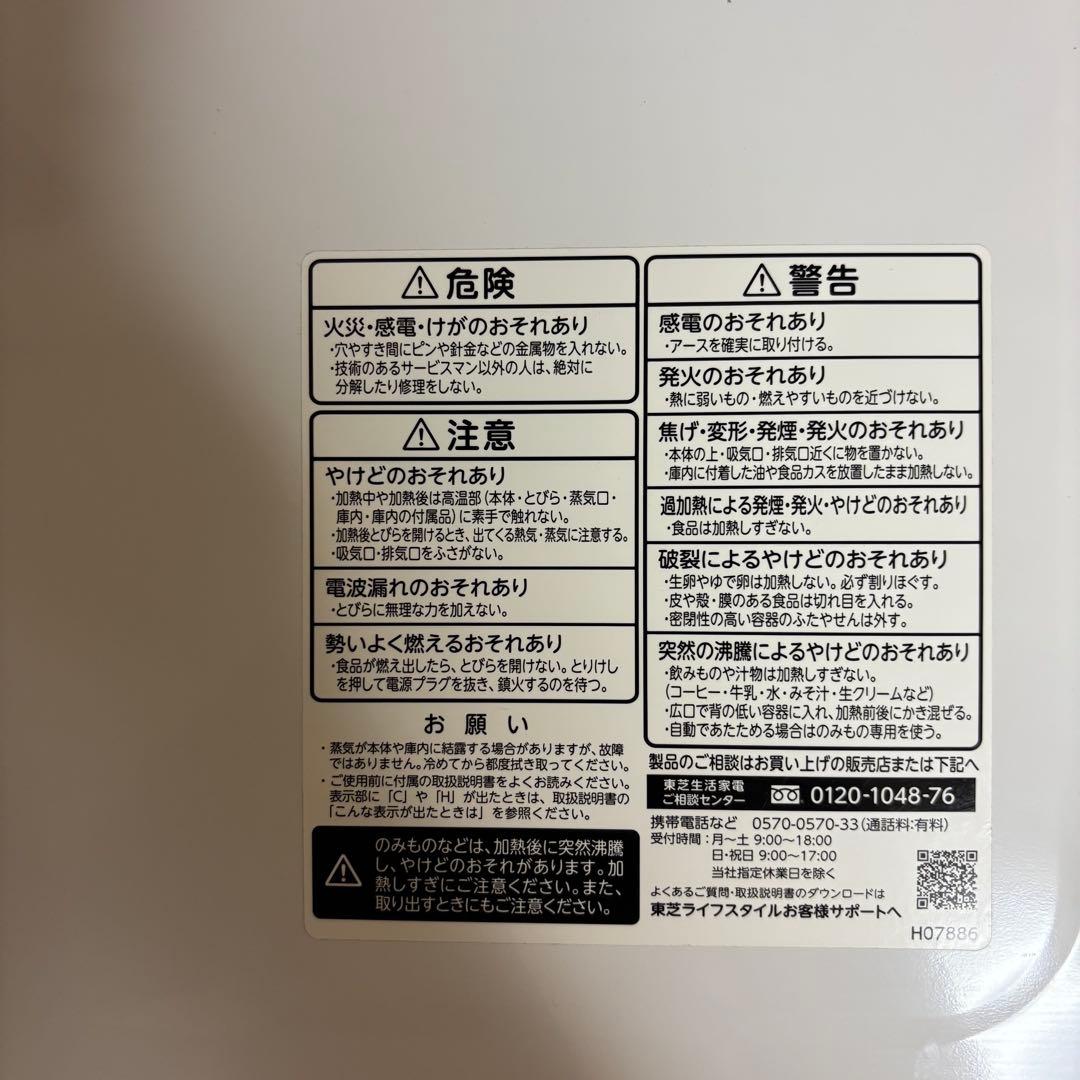 ⚠危険
火災・感電・けがのおそれあり
・穴やすき間にピンや針金などの金属物を入れない。
・技術のあるサービスマン以外の人は、絶対に
分解したり修理をしない。
⚠注意
やけどのおそれあり
・加熱中や加熱後は高温部(本体・とびら・蒸気口・
庫内・庫内の付属品)に素手で触れない。
・加熱後とびらを開けるとき、出てくる熱気・蒸気に注意する。
・吸気口・排気口をふさがない。
電波漏れのおそれあり
・とびらに無理な力を加えない。
勢いよく燃えるおそれあり
・食品が燃え出したら、とびらを開けない。とりけし
を押して電源プラグを抜き、鎮火するのを待つ。
お願い
・蒸気が本体や庫内に結露する場合がありますが、故障
ではありません。冷めてから都度拭き取ってください。
・ご使用前に付属の取扱説明書をよくお読みください。
表示部に「C」や「H」が出たときは、取扱説明書の
「こんな表示が出たときは」を参照ください。
⚠のみものなどは、加熱後に突然沸騰
し、やけどのおそれがあります。加
熱しすぎにご注意ください。また、
取り出すときにもご注意ください。
⚠警告
感電のおそれあり
・アースを確実に取り付ける。
発火のおそれあり
・熱に弱いもの・燃えやすいものを近づけない。
焦げ・変形・発煙・発火のおそれあり
・本体の上・吸気口・排気口近くに物を置かない。
・庫内に付着した油や食品カスを放置したまま加熱しない。
過加熱による発煙・発火・やけどのおそれあり
・食品は加熱しすぎない。
破裂によるやけどのおそれあり
・生卵やゆで卵は加熱しない。必ず割りほぐす。
・皮や殻・膜のある食品は切れ目を入れる。
・密閉性の高い容器のふたやせんは外す。
突然の沸騰によるやけどのおそれあり
・飲みものや汁物は加熱しすぎない。
(コーヒー・牛乳・水・みそ汁・生クリームなど)
・広口で背の低い容器に入れ、加熱前後にかき混ぜる。
・自動であたためる場合はのみもの専用を使う。
製品のご相談はお買い上げの販売店または下記へ
東芝生活家電
ご相談センター 0120-1048-76
携帯電話など 0570-0570-33(通話料:有料)
受付時間:月〜土 9:00〜18:00
日・祝日 9:00〜17:00
当社指定休業日を除く
よくあるご質問・取扱説明書のダウンロードは
東芝ライフスタイルお客様サポートへ
H07886